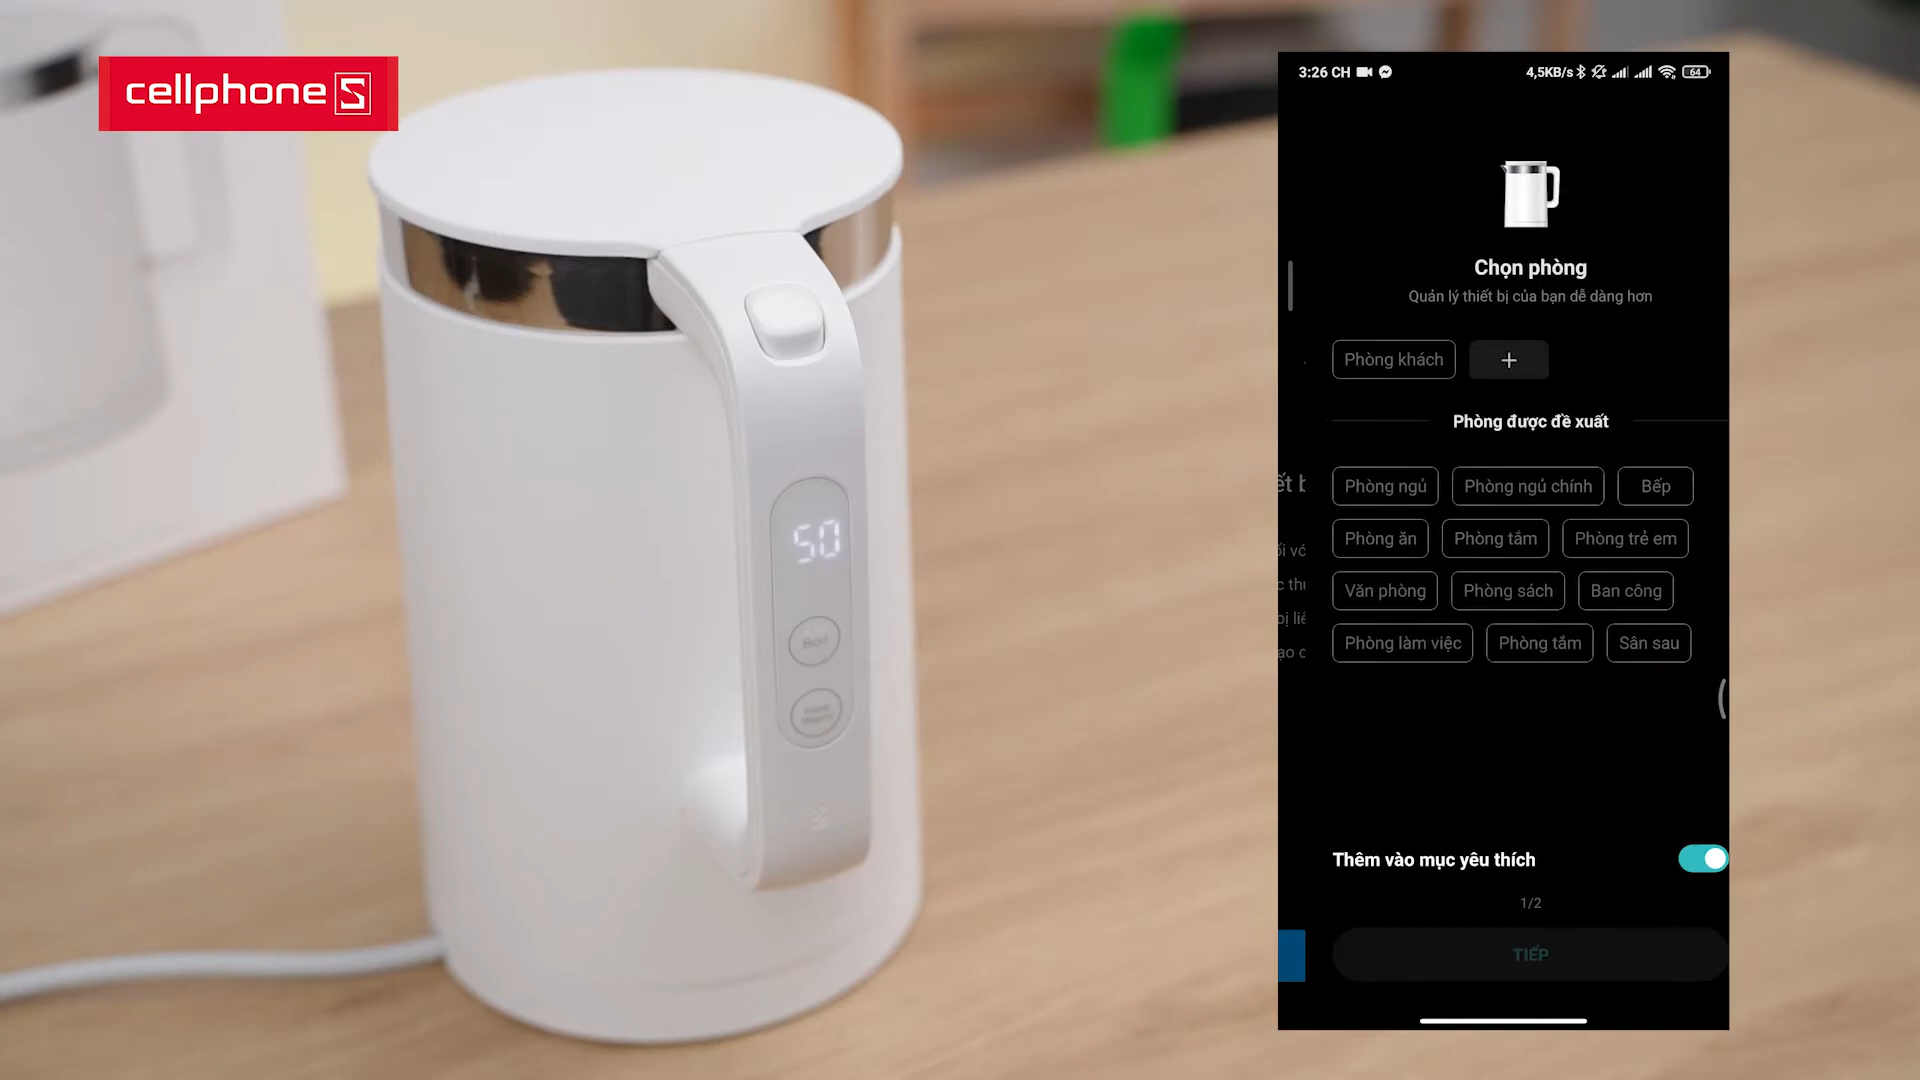 cellphoneS
50
Boil
3:26 CH
4,5KB/s
64
Chọn phòng
Quản lý thiết bị của bạn dễ dàng hơn
Phòng khách
+
Phòng được đề xuất
Phòng ngủ
Phòng ngủ chính
Bếp
Phòng ăn
Phòng tắm
Phòng trẻ em
Văn phòng
Phòng sách
Ban công
Phòng làm việc
Phòng tắm
Sân sau
Thêm vào mục yêu thích
1/2
TIẾP